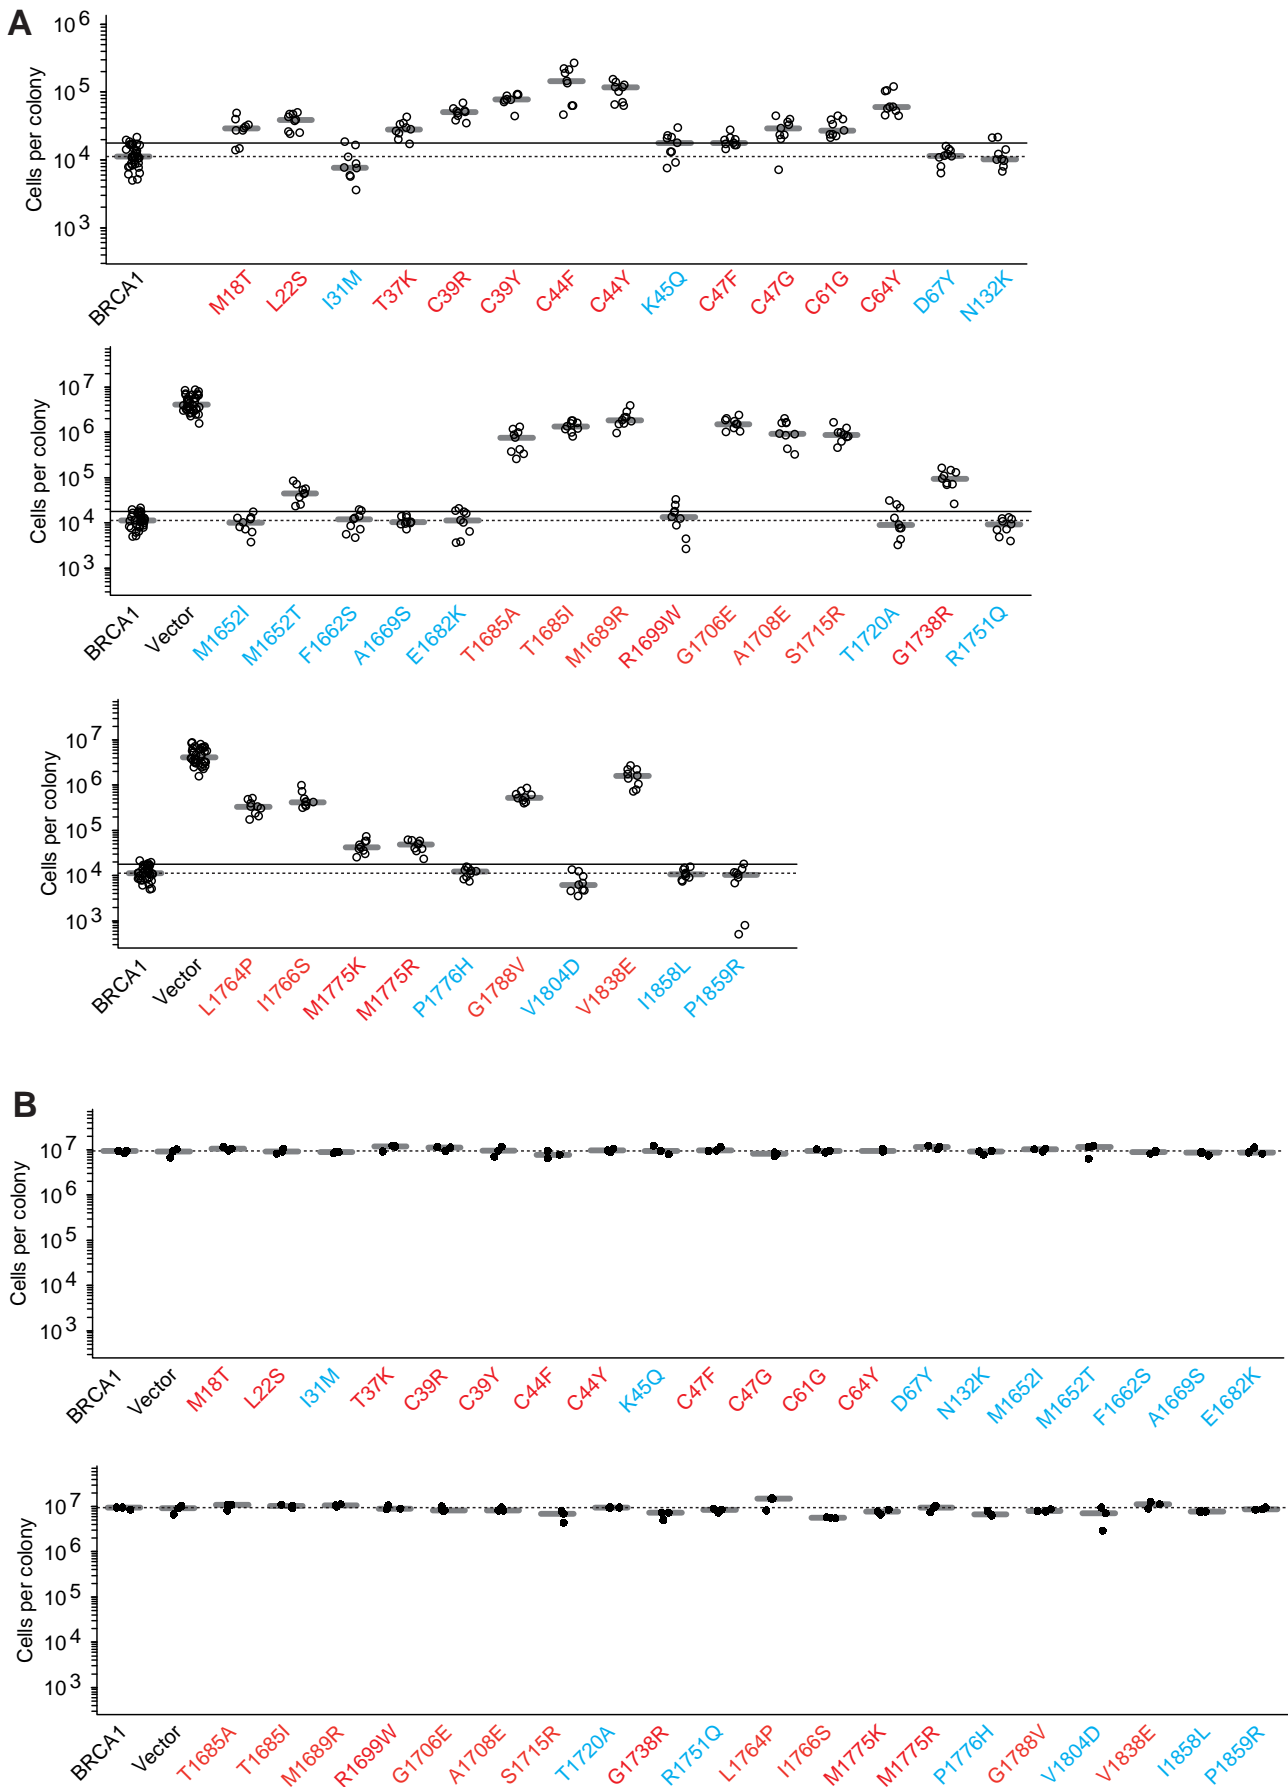 A
Cells per colony
10^6
10^5
10^4
10^3
BRCA1 M18T L22S I31M T37K C39R C39Y C44F C44Y K45Q C47F C47G C61G C64Y D67Y N132K
Cells per colony
10^7
10^6
10^5
10^4
10^3
BRCA1 Vector M1652I M1652T F1662S A1669S E1682K T1685A T1685I M1689R R1699W G1706E A1708E S1715R T1720A G1738R R1751Q
Cells per colony
10^7
10^6
10^5
10^4
10^3
BRCA1 Vector L1764P I1766S M1775K M1775R P1776H G1788V V1804D V1838E I1858L P1859R
B
Cells per colony
10^7
10^6
10^5
10^4
10^3
BRCA1 Vector M18T L22S I31M T37K C39R C39Y C44F C44Y K45Q C47F C47G C61G C64Y D67Y N132K M1652I M1652T F1662S A1669S E1682K
Cells per colony
10^7
10^6
10^5
10^4
10^3
BRCA1 Vector T1685A T1685I M1689R R1699W G1706E A1708E S1715R T1720A G1738R R1751Q L1764P I1766S M1775K M1775R P1776H G1788V V1804D V1838E I1858L P1859R